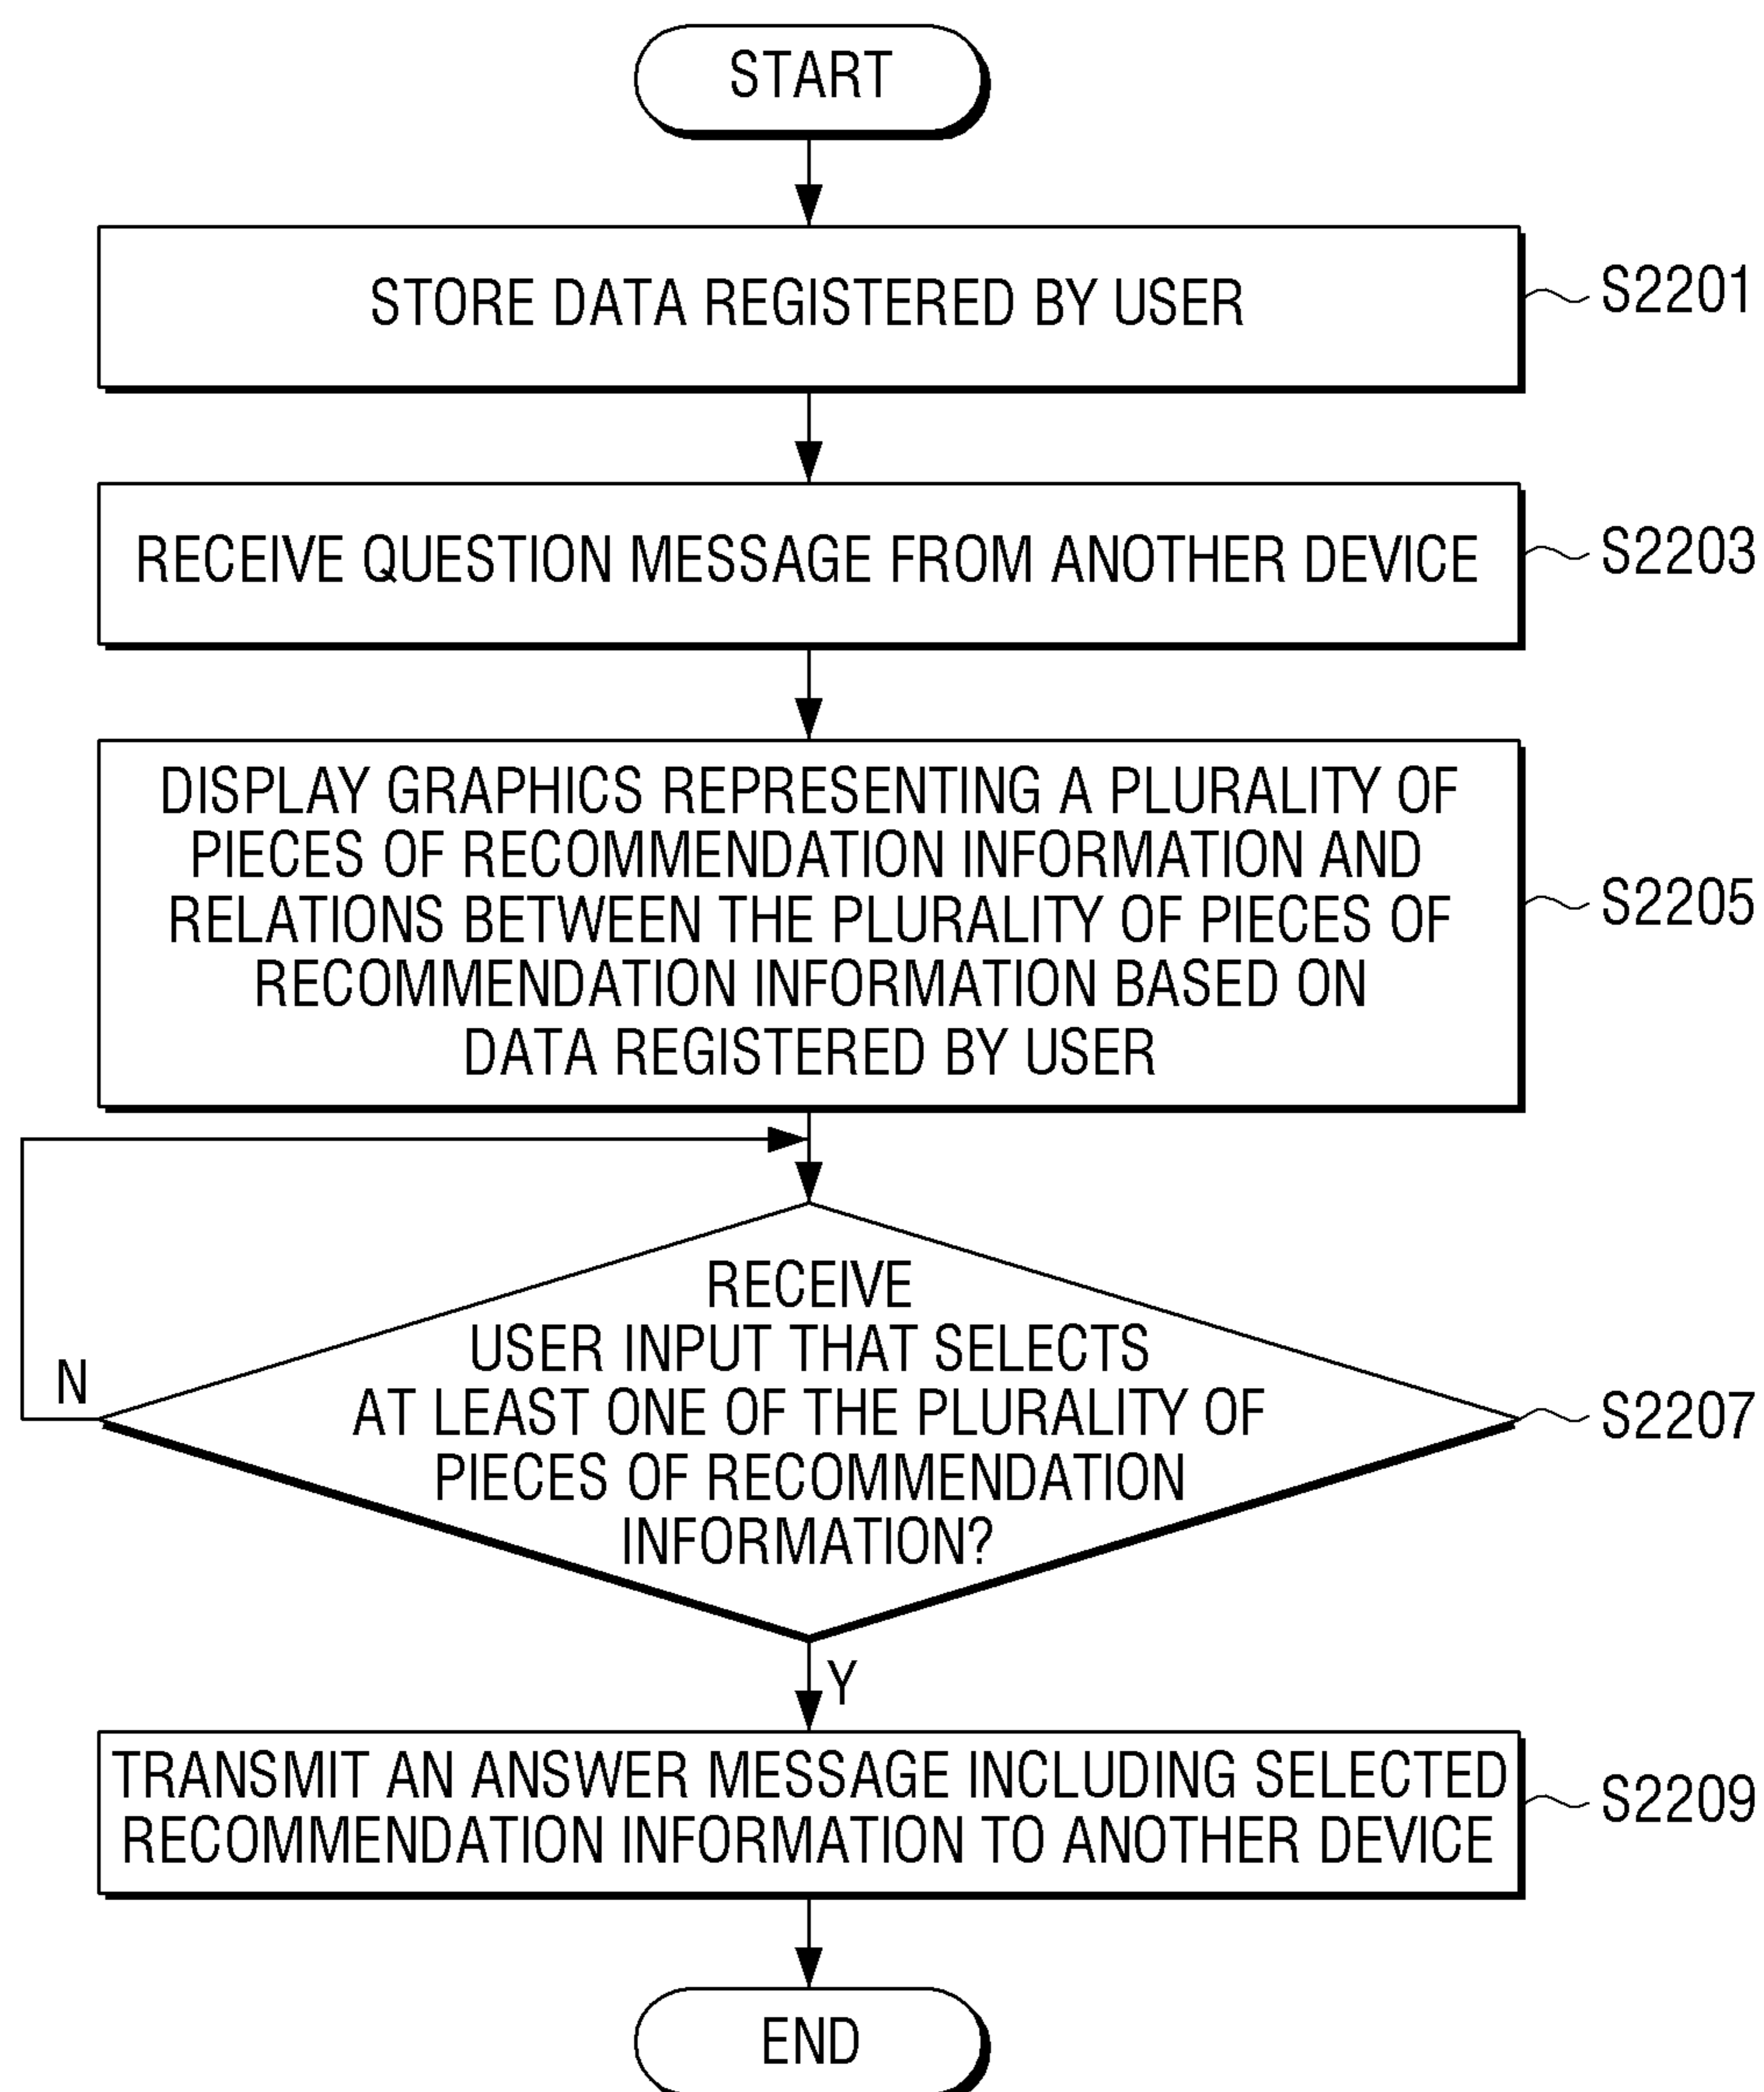 START
STORE DATA REGISTERED BY USER
S2201
RECEIVE QUESTION MESSAGE FROM ANOTHER DEVICE
S2203
DISPLAY GRAPHICS REPRESENTING A PLURALITY OF
PIECES OF RECOMMENDATION INFORMATION AND
RELATIONS BETWEEN THE PLURALITY OF PIECES OF
RECOMMENDATION INFORMATION BASED ON
DATA REGISTERED BY USER
S2205
RECEIVE
USER INPUT THAT SELECTS
AT LEAST ONE OF THE PLURALITY OF
PIECES OF RECOMMENDATION
INFORMATION?
N
S2207
Y
TRANSMIT AN ANSWER MESSAGE INCLUDING SELECTED
RECOMMENDATION INFORMATION TO ANOTHER DEVICE
S2209
END